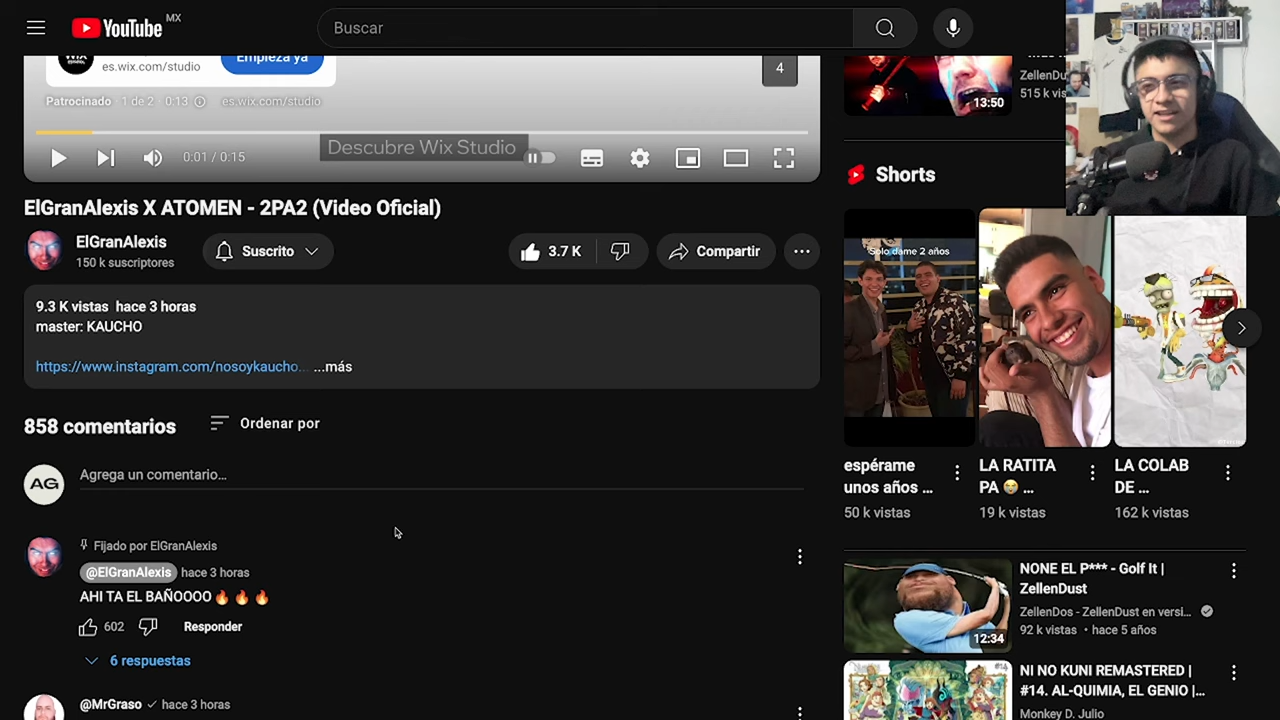 YouTube
MX
Buscar
es.wix.com/studio
Empieza ya
4
Patrocinado · 1 de 2 · 0:13
es.wix.com/studio
0:01 / 0:15
Descubre Wix Studio
ElGranAlexis X ATOMEN - 2PA2 (Video Oficial)
ElGranAlexis
150 k suscriptores
Suscrito
3.7 K
Compartir
9.3 K vistas hace 3 horas
master: KAUCHO
https://www.instagram.com/nosoykaucho... ...más
858 comentarios
Ordenar por
AG
Agrega un comentario...
Fijado por ElGranAlexis
@ElGranAlexis hace 3 horas
AHI TA EL BAÑOOOO🔥🔥🔥
602
Responder
6 respuestas
@MrGraso hace 3 horas
13:50
515 k
Shorts
Solo dame 2 años
espérame
unos años ...
50 k vistas
LA RATITA
PA 😭 ...
19 k vistas
LA COLAB
DE ...
162 k vistas
12:34
NONE EL P*** - Golf It |
ZellenDust
ZellenDos - ZellenDust en versi...
92 k vistas · hace 5 años
#14
NI NO KUNI REMASTERED |
#14. AL-QUIMIA, EL GENIO |...
Monkey D. Julio